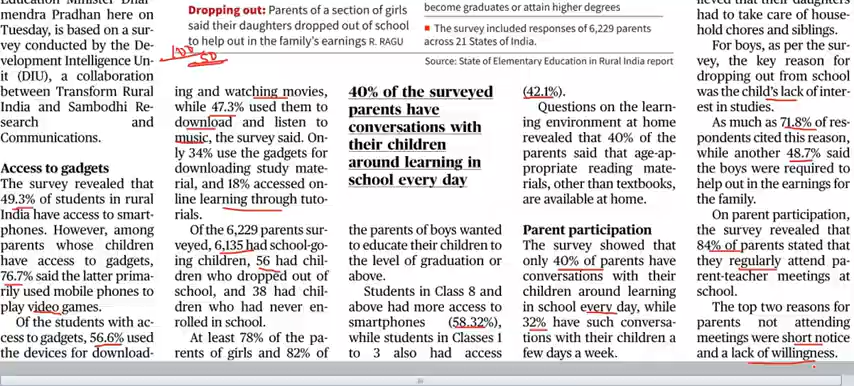 Education Minister Dhar-
mendra Pradhan here on
Tuesday, is based on a sur-
vey conducted by the De-
velopment Intelligence Un-
it (DIU), a collaboration
between Transform Rural
India and Sambodhi Re-
search and
Communications.
Access to gadgets
The survey revealed that
49.3% of students in rural
India have access to smart-
phones. However, among
parents whose children
have access to gadgets,
76.7% said the latter prima-
rily used mobile phones to
play video games.
Of the students with ac-
cess to gadgets, 56.6% used
the devices for download-
Dropping out: Parents of a section of girls
said their daughters dropped out of school
to help out in the family's earnings R. RAGU
100
50
become graduates or attain higher degrees
■ The survey included responses of 6,229 parents
across 21 States of India.
Source: State of Elementary Education in Rural India report
ing and watching movies,
while 47.3% used them to
download and listen to
music, the survey said. On-
ly 34% use the gadgets for
downloading study mate-
rial, and 18% accessed on-
line learning through tuto-
rials.
Of the 6,229 parents sur-
veyed, 6,135 had school-go-
ing children, 56 had chil-
dren who dropped out of
school, and 38 had chil-
dren who had never en-
rolled in school.
At least 78% of the pa-
rents of girls and 82% of
40% of the surveyed
parents have
conversations with
their children
around learning in
school every day
the parents of boys wanted
to educate their children to
the level of graduation or
above.
Students in Class 8 and
above had more access to
smartphones (58.32%),
while students in Classes 1
to 3 also had access
(42.1%).
Questions on the learn-
ing environment at home
revealed that 40% of the
parents said that age-ap-
propriate reading mate-
rials, other than textbooks,
are available at home.
Parent participation
The survey showed that
only 40% of parents have
conversations with their
children around learning
in school every day, while
32% have such conversa-
tions with their children a
few days a week.
lieved that their daughters
had to take care of house-
hold chores and siblings.
For boys, as per the sur-
vey, the key reason for
dropping out from school
was the child's lack of inter-
est in studies.
As much as 71.8% of res-
pondents cited this reason,
while another 48.7% said
the boys were required to
help out in the earnings for
the family.
On parent participation,
the survey revealed that
84% of parents stated that
they regularly attend pa-
rent-teacher meetings at
school.
The top two reasons for
parents not attending
meetings were short notice
and a lack of willingness.